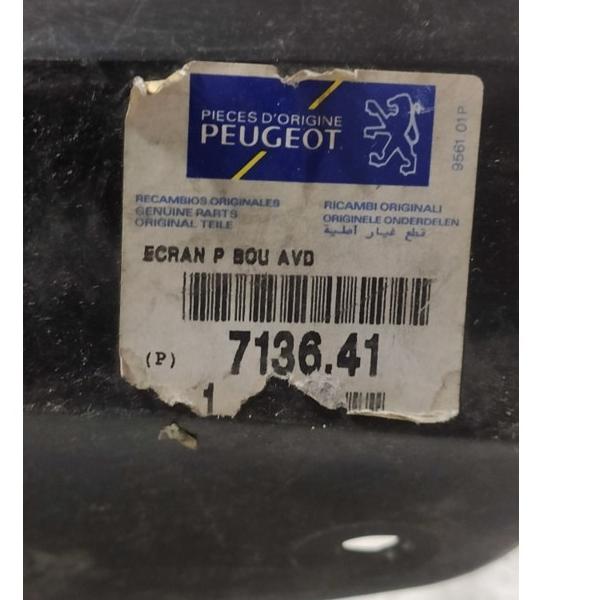 PIECES D'ORIGINE
PEUGEOT
9561 01P
RECAMBIOS ORIGINALES
GENUINE PARTS
ORIGINAL TEILE
RICAMBI ORIGINALI
ORIGINELE ONDERDELEN
قطع غيار أصلية
ECRAN P BOU AVD
(P) 7136.41
1